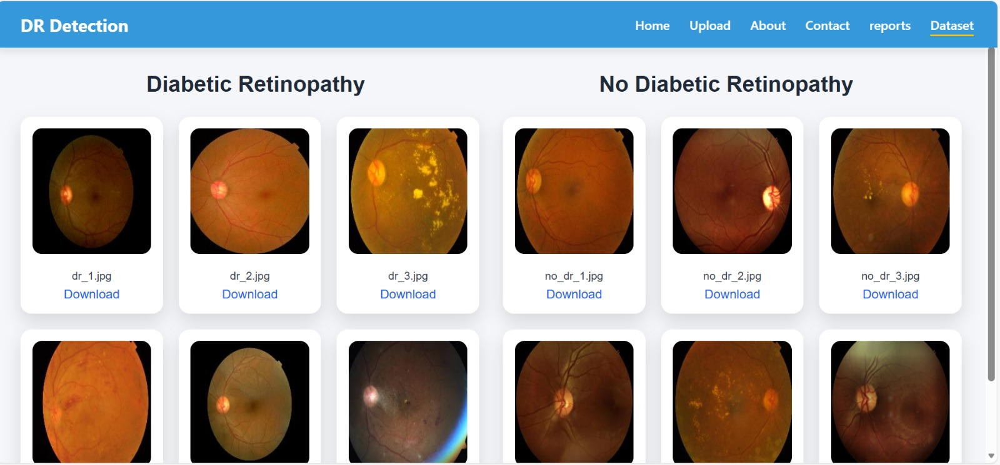 DR Detection
Home Upload About Contact reports Dataset
Diabetic Retinopathy
No Diabetic Retinopathy
dr_1.jpg
Download
dr_2.jpg
Download
dr_3.jpg
Download
no_dr_1.jpg
Download
no_dr_2.jpg
Download
no_dr_3.jpg
Download